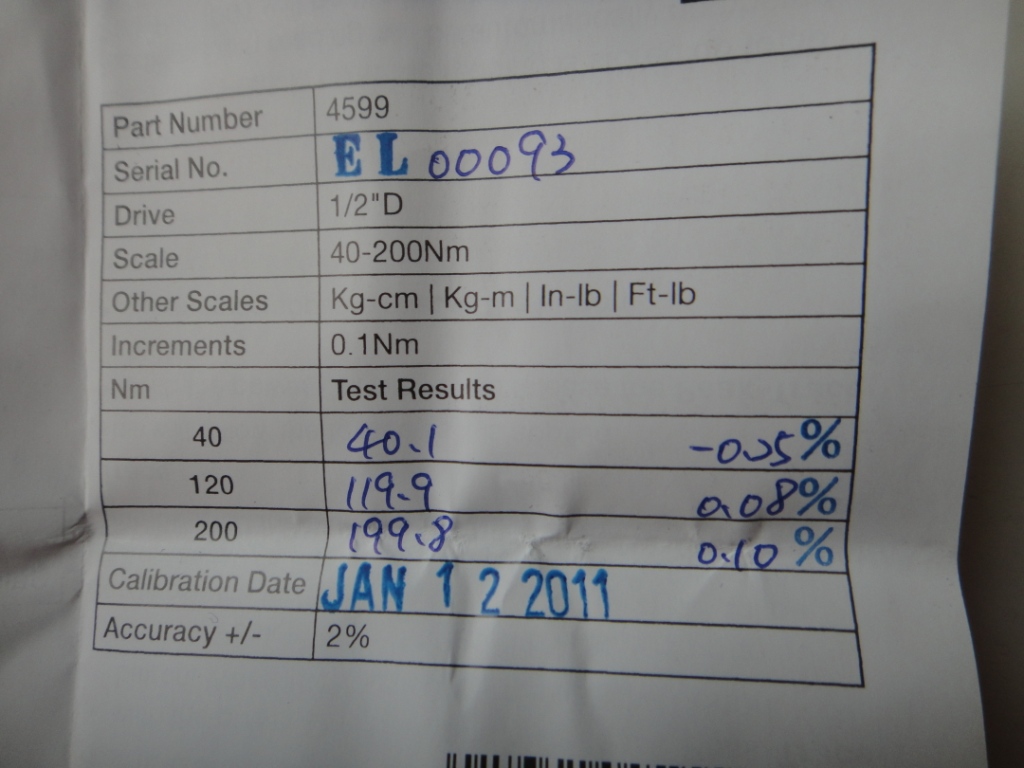 Part Number 4599
Serial No. EL 00093
Drive 1/2"D
Scale 40-200Nm
Other Scales Kg-cm | Kg-m | In-lb | Ft-lb
Increments 0.1Nm
Nm Test Results
40 40.1 -0.25%
120 119.9 0.08%
200 199.8 0.10 %
Calibration Date JAN 12 2011
Accuracy +/- 2%